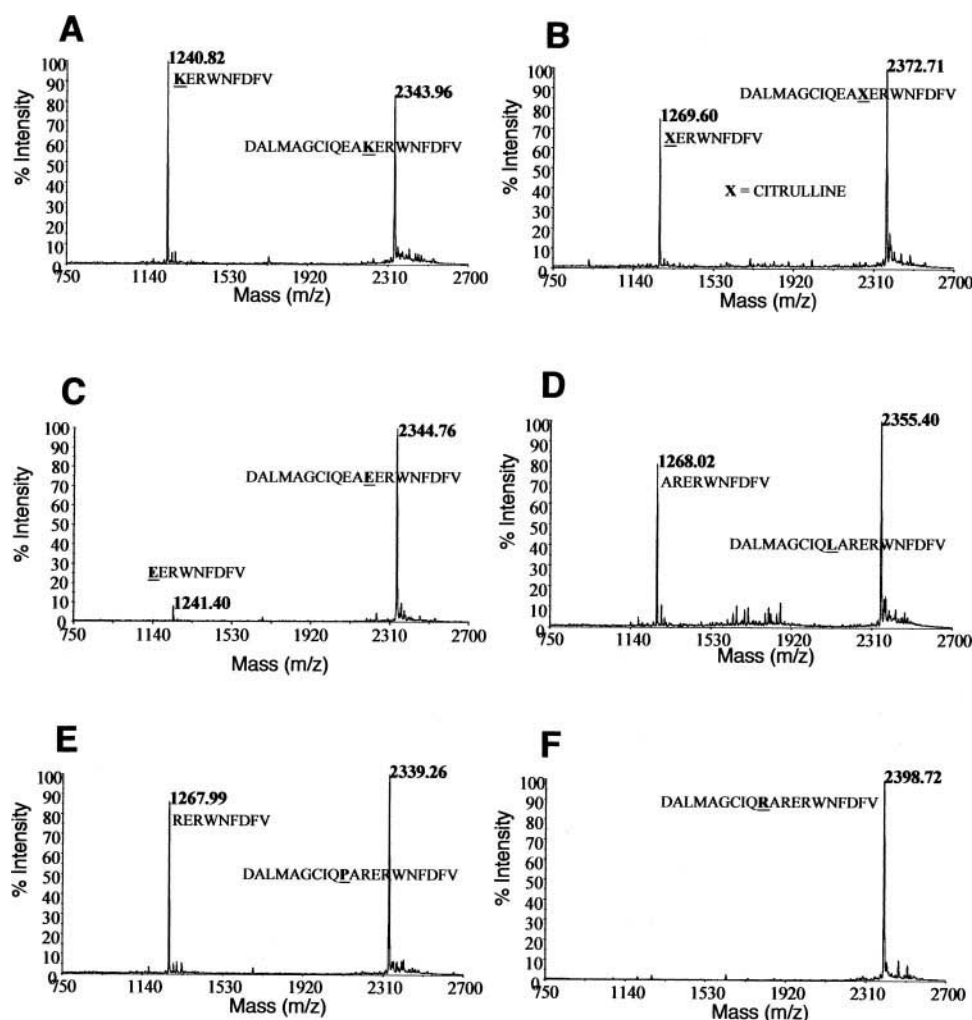 A
B
% Intensity
100
90
80
70
60
50
40
30
20
10
0
1240.82
KERWNFDFV
2343.96
DALMAGCIQEAKERWNFDFV
750 1140 1530 1920 2310 2700
Mass (m/z)
% Intensity
100
90
80
70
60
50
40
30
20
10
0
2372.71
DALMAGCIQEAXERWNFDFV
1269.60
XERWNFDFV
X = CITRULLINE
750 1140 1530 1920 2310 2700
Mass (m/z)
C
D
% Intensity
100
90
80
70
60
50
40
30
20
10
0
2344.76
DALMAGCIQEAEERWNFDFV
EERWNFDFV
1241.40
750 1140 1530 1920 2310 2700
Mass (m/z)
% Intensity
100
90
80
70
60
50
40
30
20
10
0
2355.40
1268.02
ARERWNFDFV
DALMAGCIQLARERWNFDFV
750 1140 1530 1920 2310 2700
Mass (m/z)
E
F
% Intensity
100
90
80
70
60
50
40
30
20
10
0
2339.26
1267.99
RERWNFDFV
DALMAGCIQPARERWNFDFV
750 1140 1530 1920 2310 2700
Mass (m/z)
% Intensity
100
90
80
70
60
50
40
30
20
10
0
2398.72
DALMAGCIQRARERWNFDFV
750 1140 1530 1920 2310 2700
Mass (m/z)